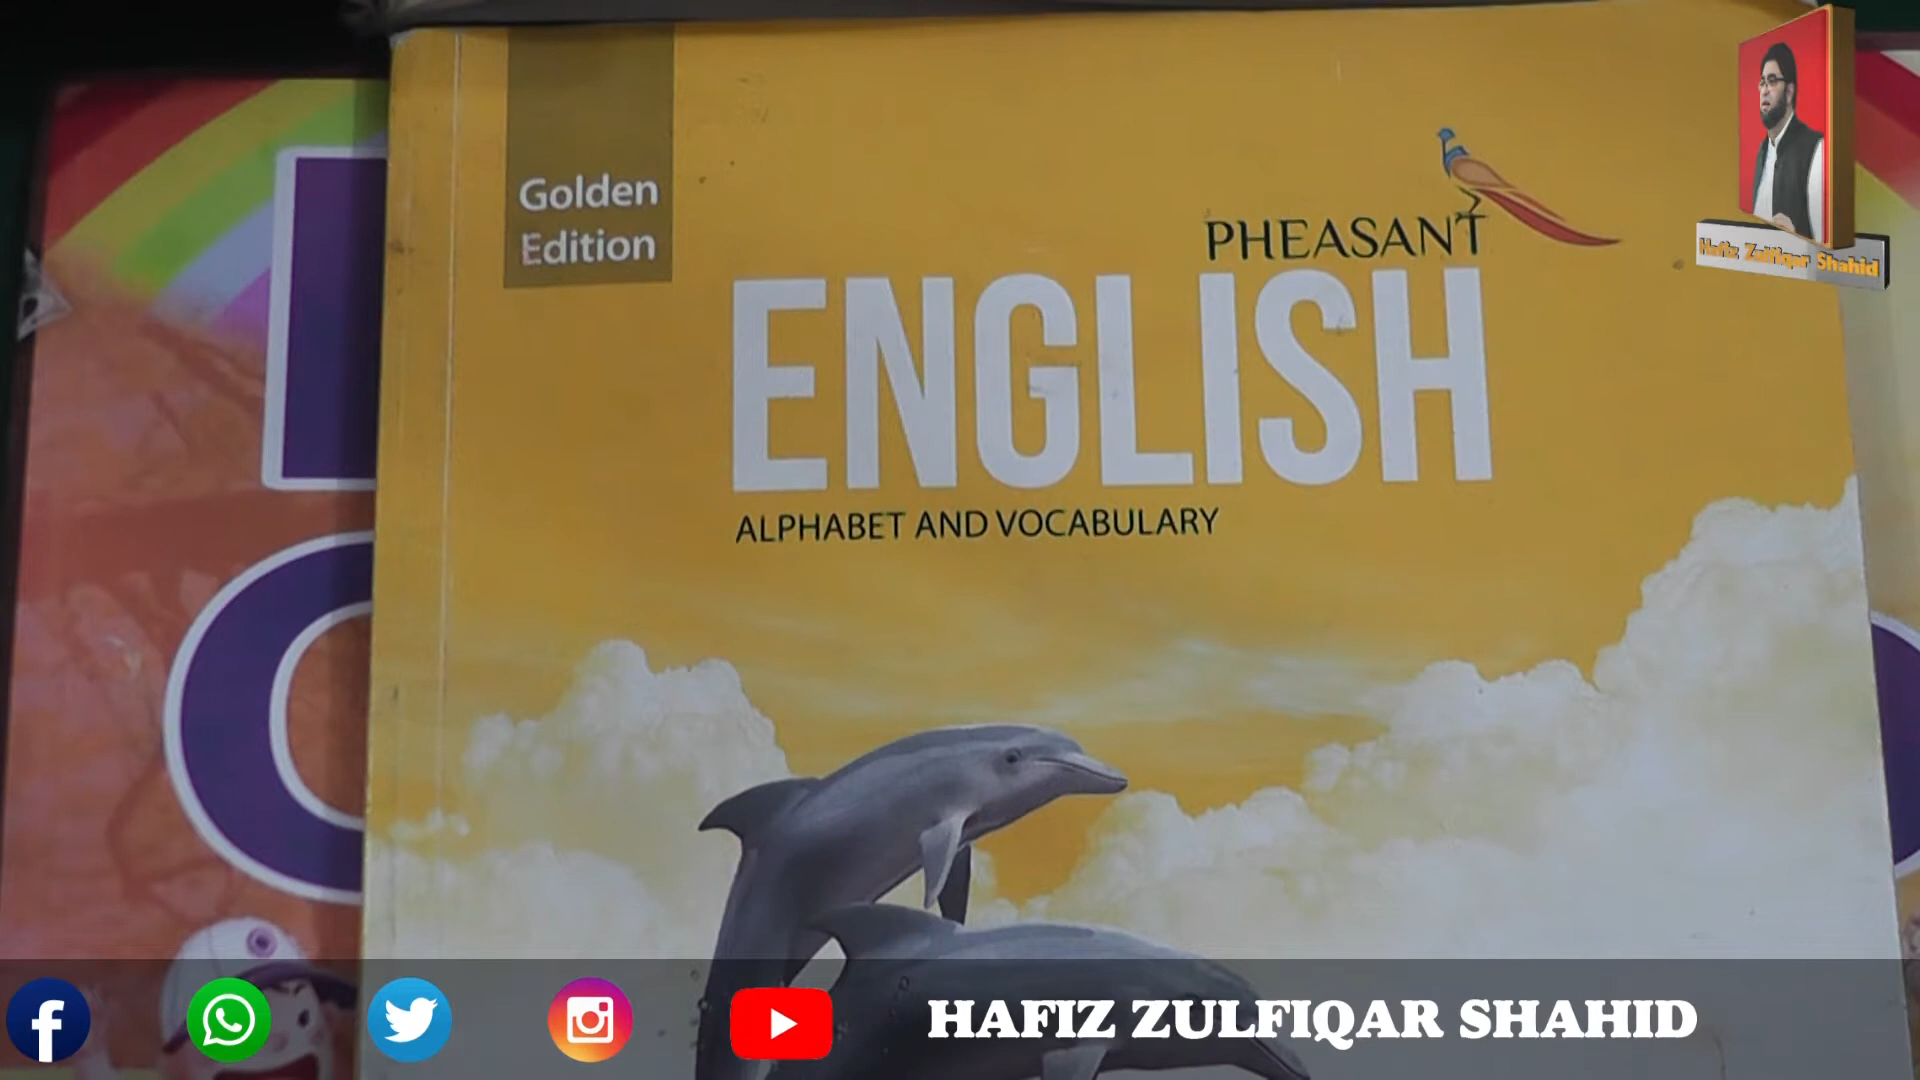 Golden
Edition
PHEASANT
ENGLISH
ALPHABET AND VOCABULARY
Hafiz Zulfiqar Shahid
HAFIZ ZULFIQAR SHAHID